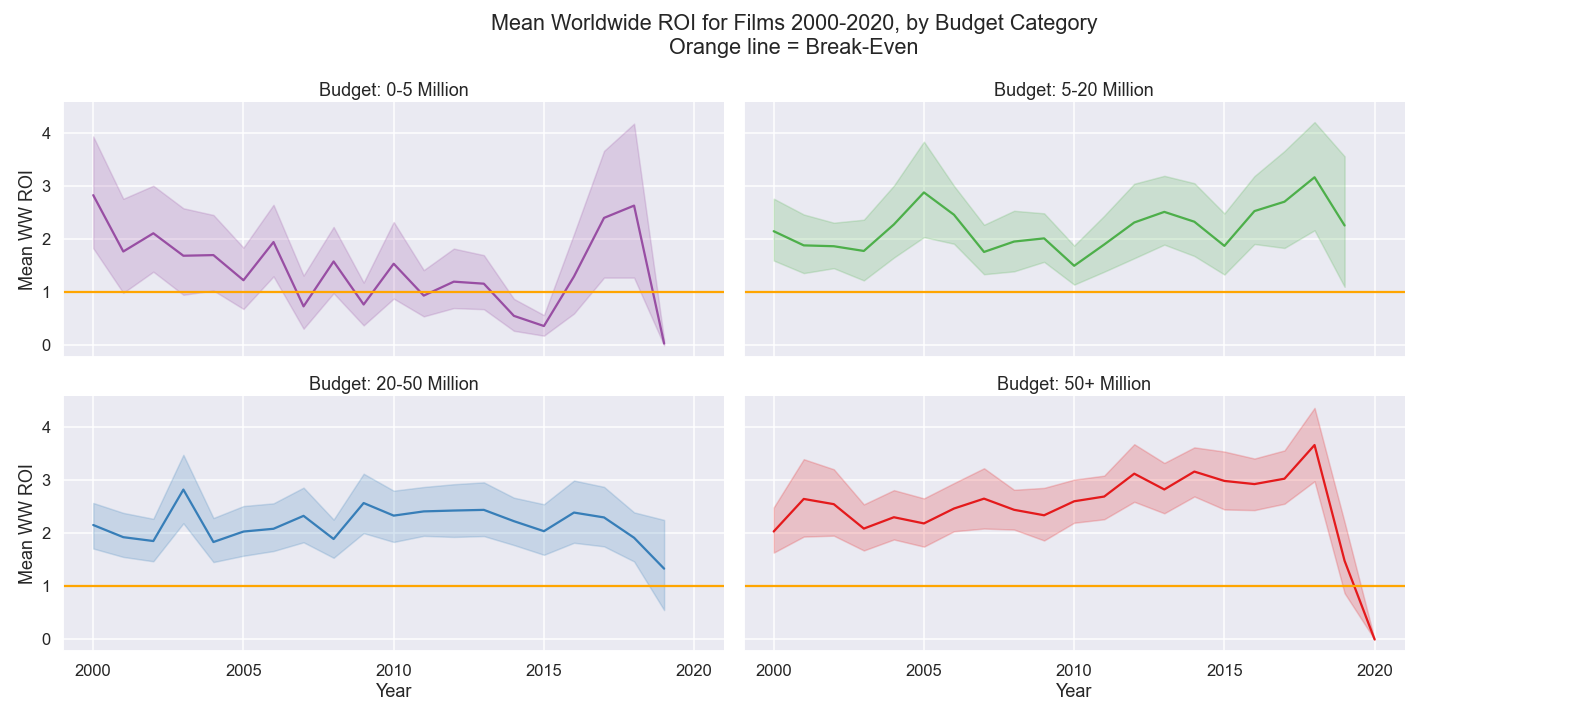 Mean Worldwide ROI for Films 2000-2020, by Budget Category
Orange line = Break-Even
Budget: 0-5 Million
Budget: 5-20 Million
4
3
2
1
0
Mean WW ROI
Budget: 20-50 Million
Budget: 50+ Million
4
3
2
1
0
Mean WW ROI
2000 2005 2010 2015 2020
2000 2005 2010 2015 2020
Year
Year